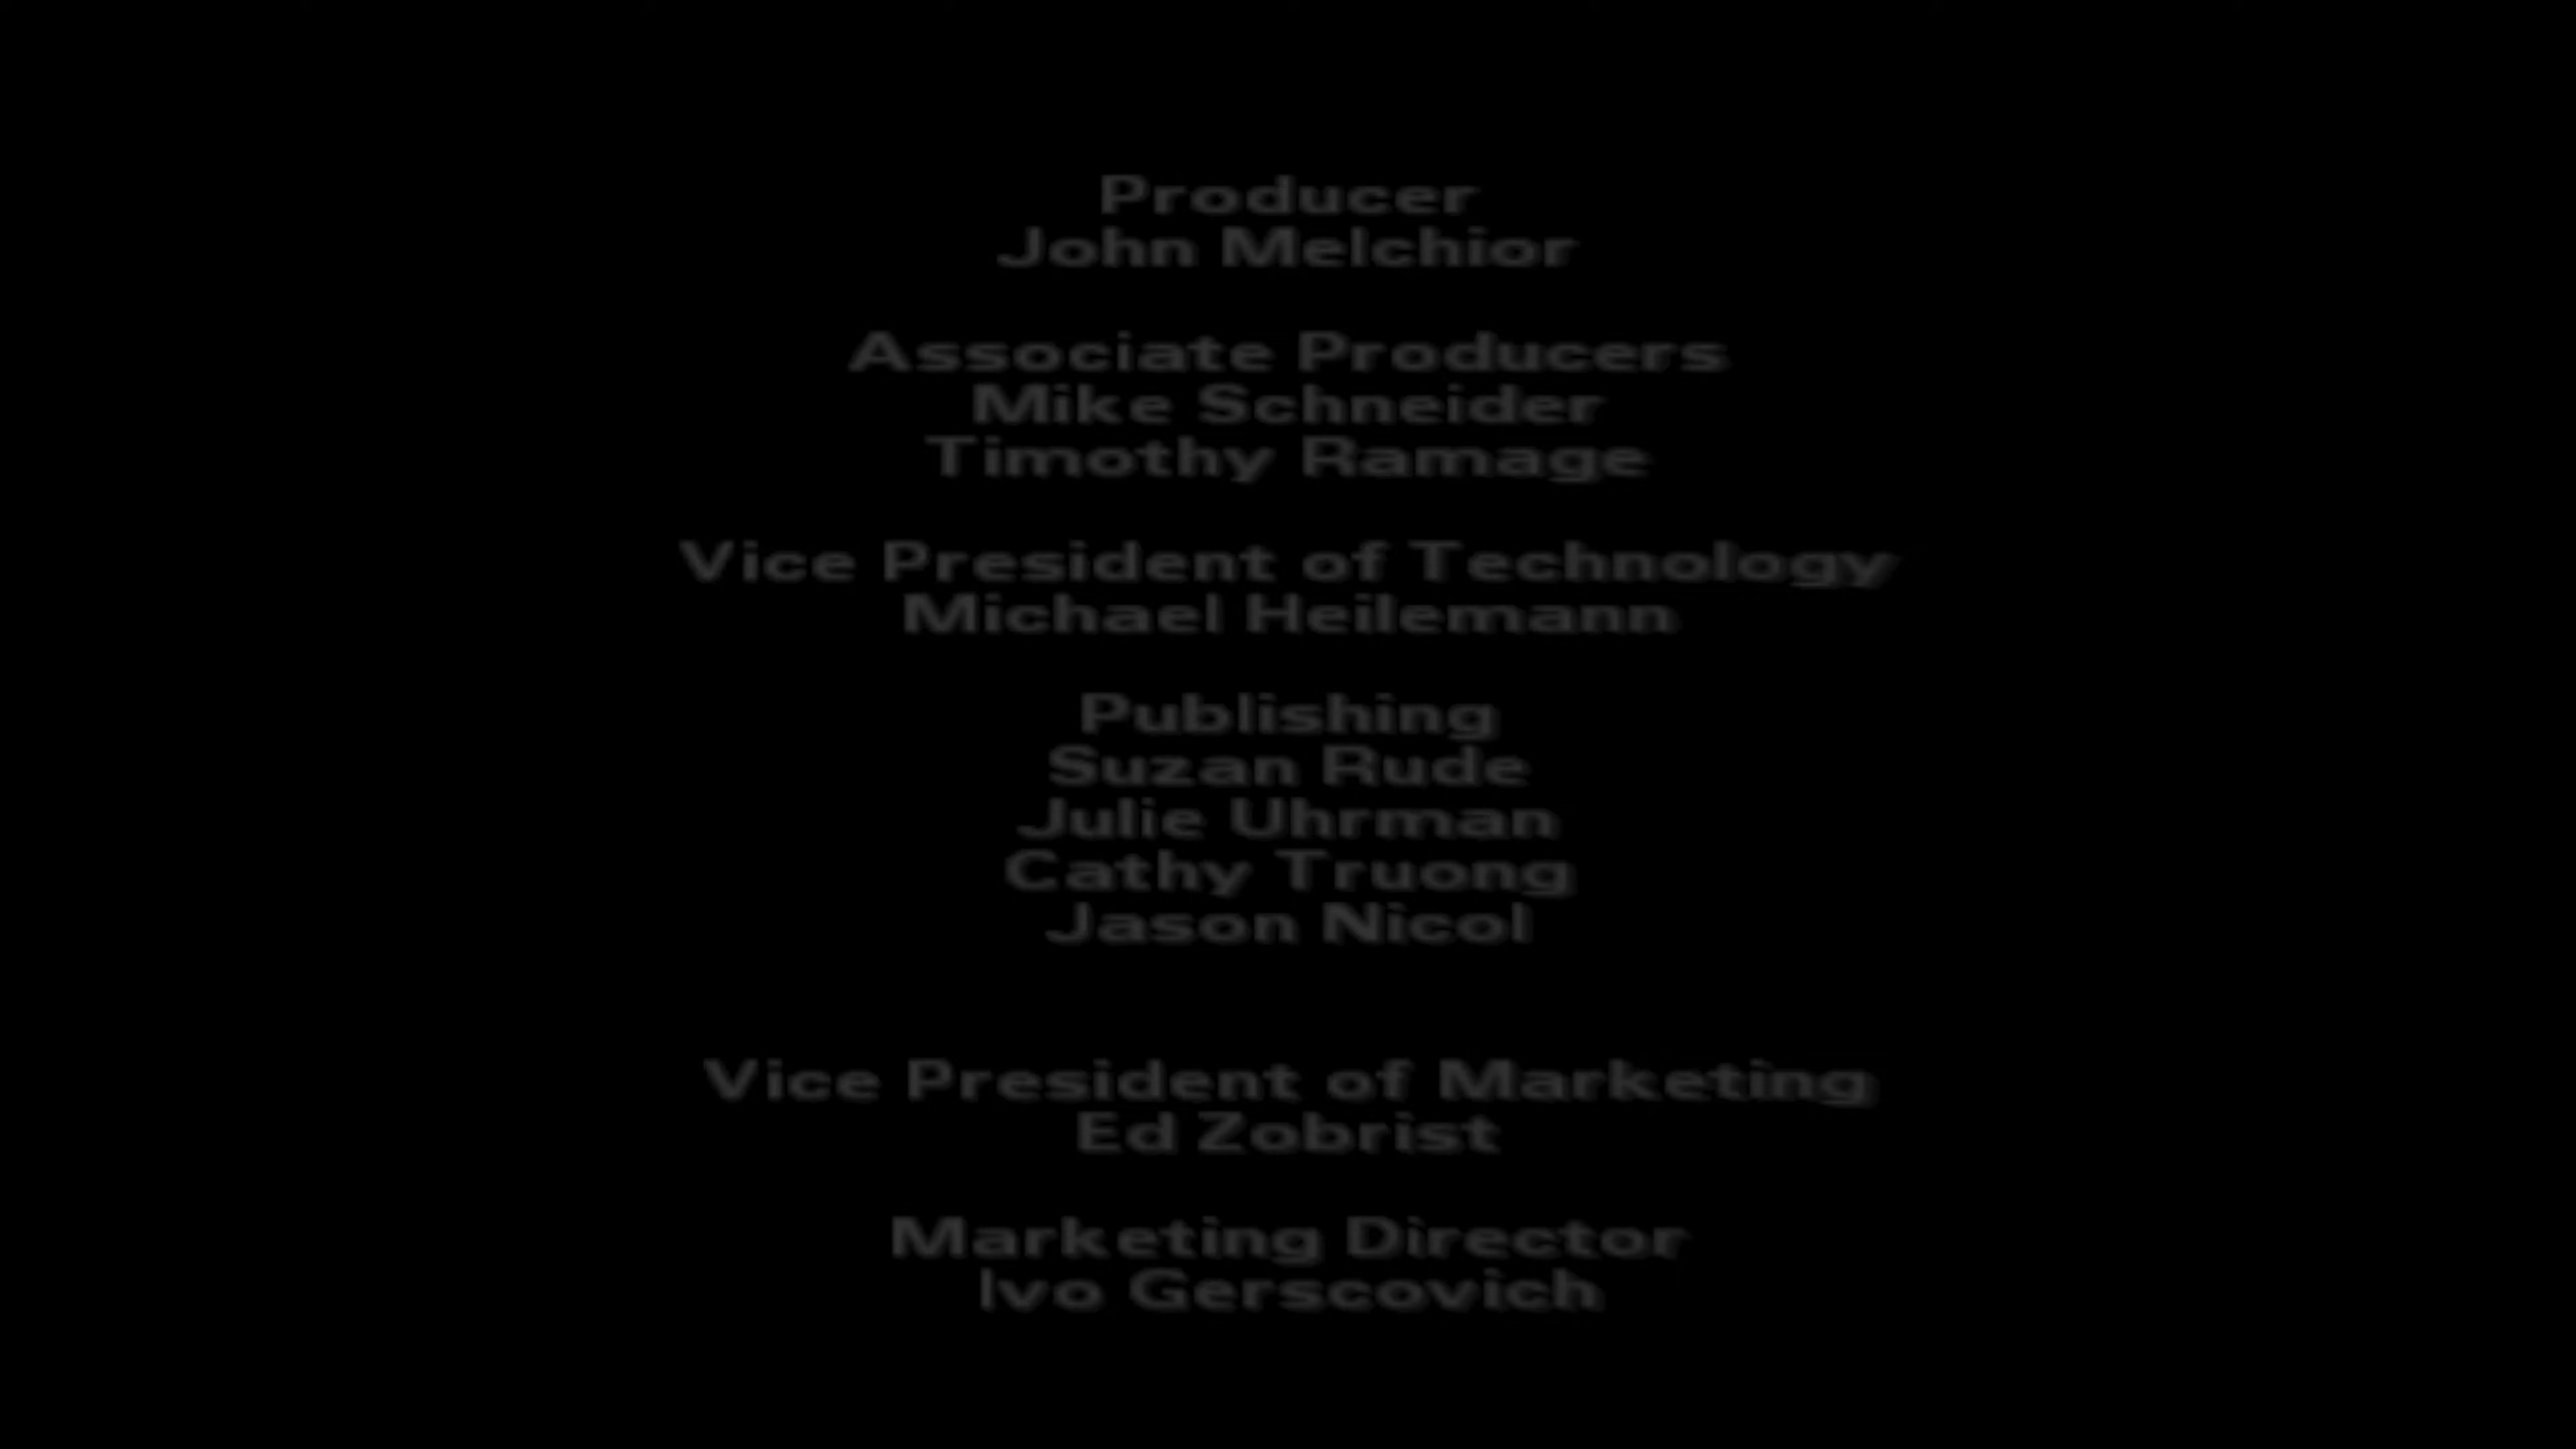 Producer
John Melchior
Associate Producers
Mike Schneider
Timothy Ramage
Vice President of Technology
Michael Heilemann
Publishing
Suzan Rude
Julie Uhrman
Cathy Truong
Jason Nicol
Vice President of Marketing
Ed Zobrist
Marketing Director
Ivo Gerscovich